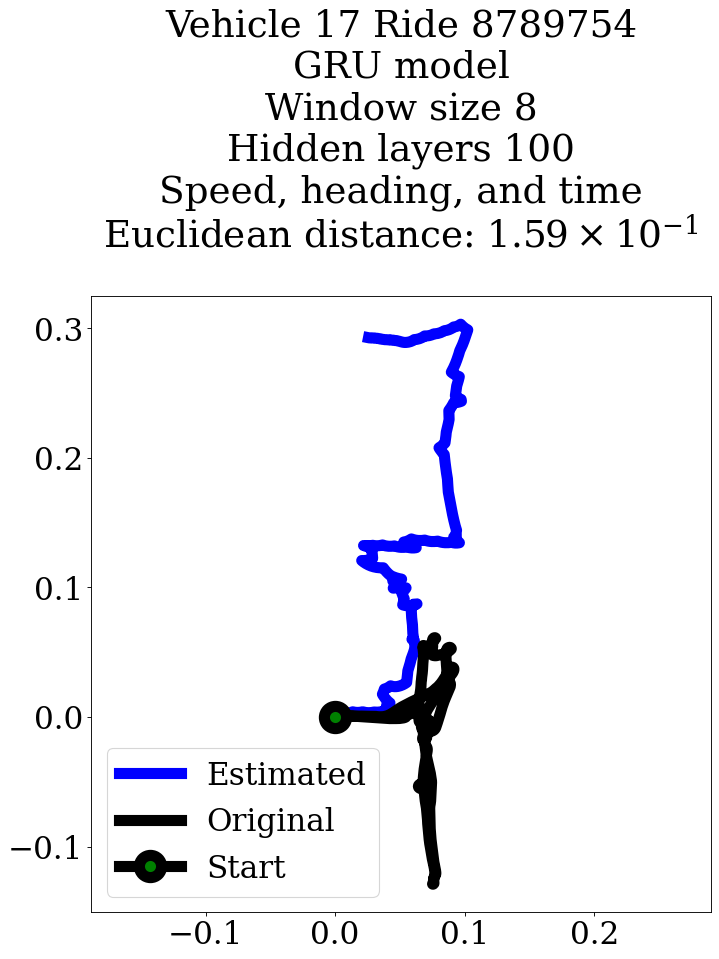 Vehicle 17 Ride 8789754
GRU model
Window size 8
Hidden layers 100
Speed, heading, and time
Euclidean distance: 1.59 × 10⁻¹
0.3
0.2
0.1
0.0
−0.1
Estimated
Original
Start
−0.1 0.0 0.1 0.2